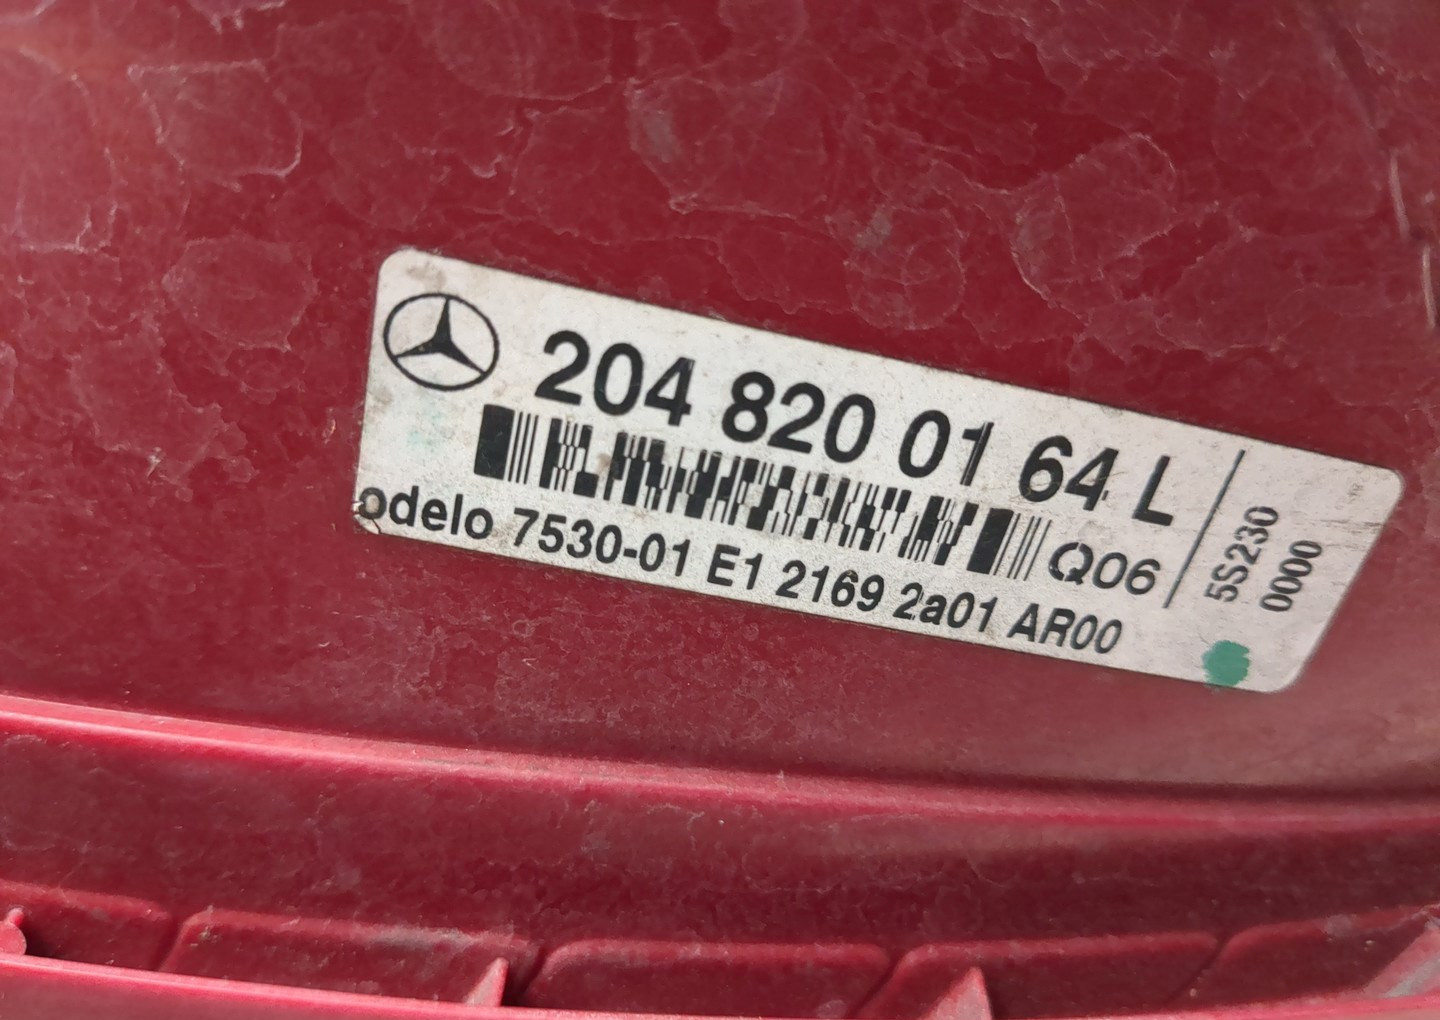 204 820 01 64 L
Q06
odelo 7530-01 E1 2169 2a01 AR00
5S230
0000